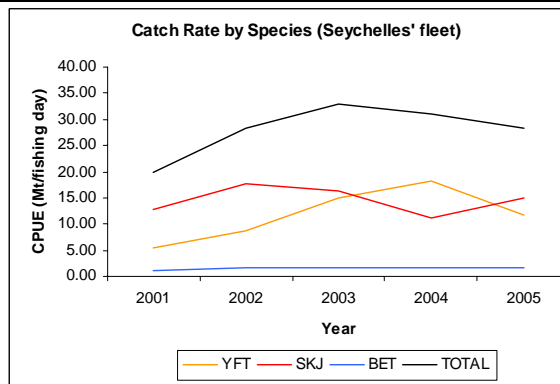 Catch Rate by Species (Seychelles' fleet)
CPUE (Mt/fishing day)
40.00
35.00
30.00
25.00
20.00
15.00
10.00
5.00
0.00
2001 2002 2003 2004 2005
Year
YFT SKJ BET TOTAL